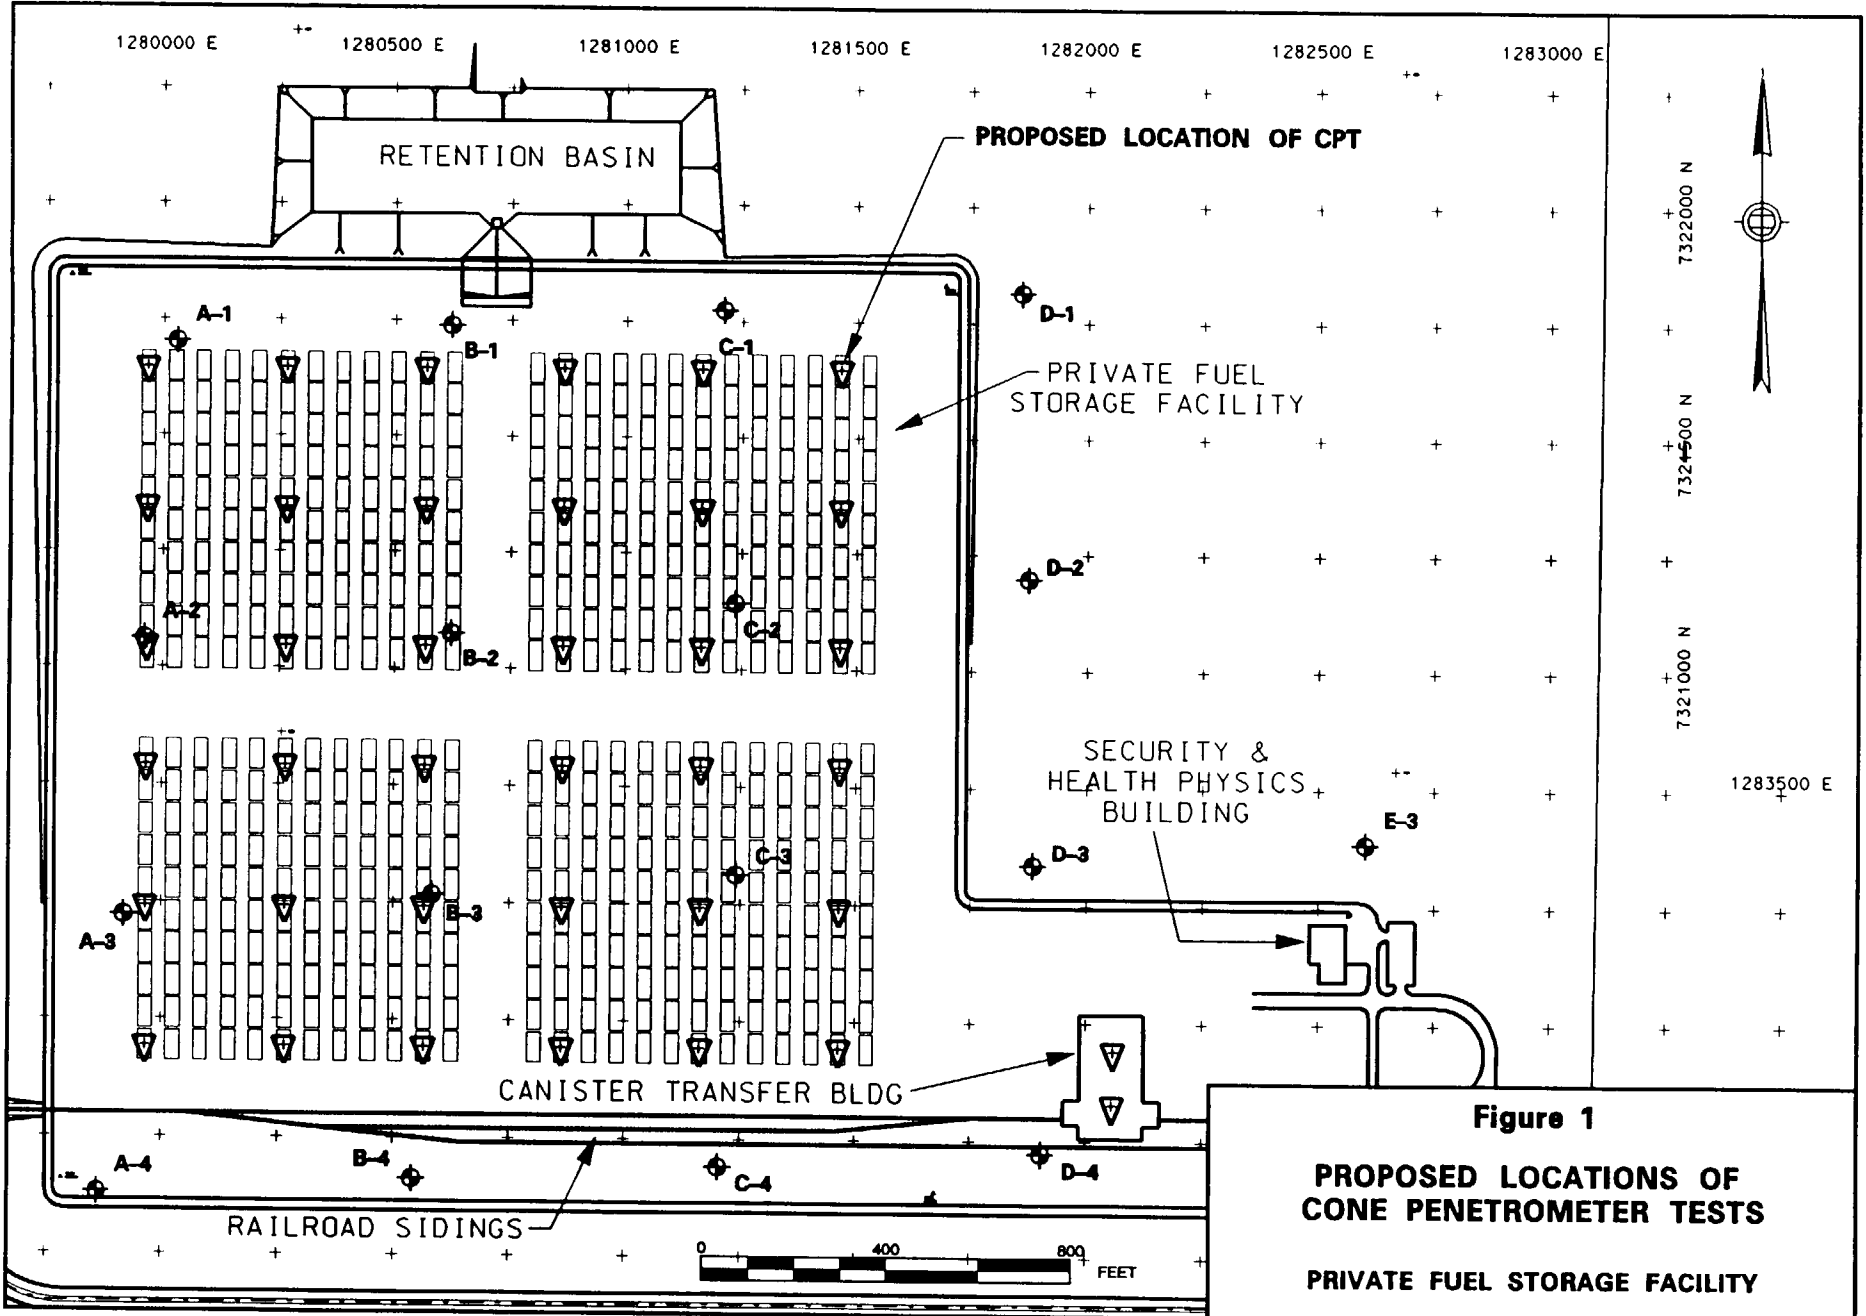 1280000 E
1280500 E
1281000 E
1281500 E
1282000 E
1282500 E
1283000 E
PROPOSED LOCATION OF CPT
RETENTION BASIN
7322000 N
A-1
B-1
C-1
D-1
PRIVATE FUEL
STORAGE FACILITY
7321500 N
A-2
B-2
C-2
D-2
7321000 N
SECURITY &
HEALTH PHYSICS
BUILDING
1283500 E
E-3
D-3
C-3
B-3
A-3
CANISTER TRANSFER BLDG
A-4
B-4
C-4
D-4
RAILROAD SIDINGS
0 400 800
FEET
Figure 1
PROPOSED LOCATIONS OF
CONE PENETROMETER TESTS
PRIVATE FUEL STORAGE FACILITY